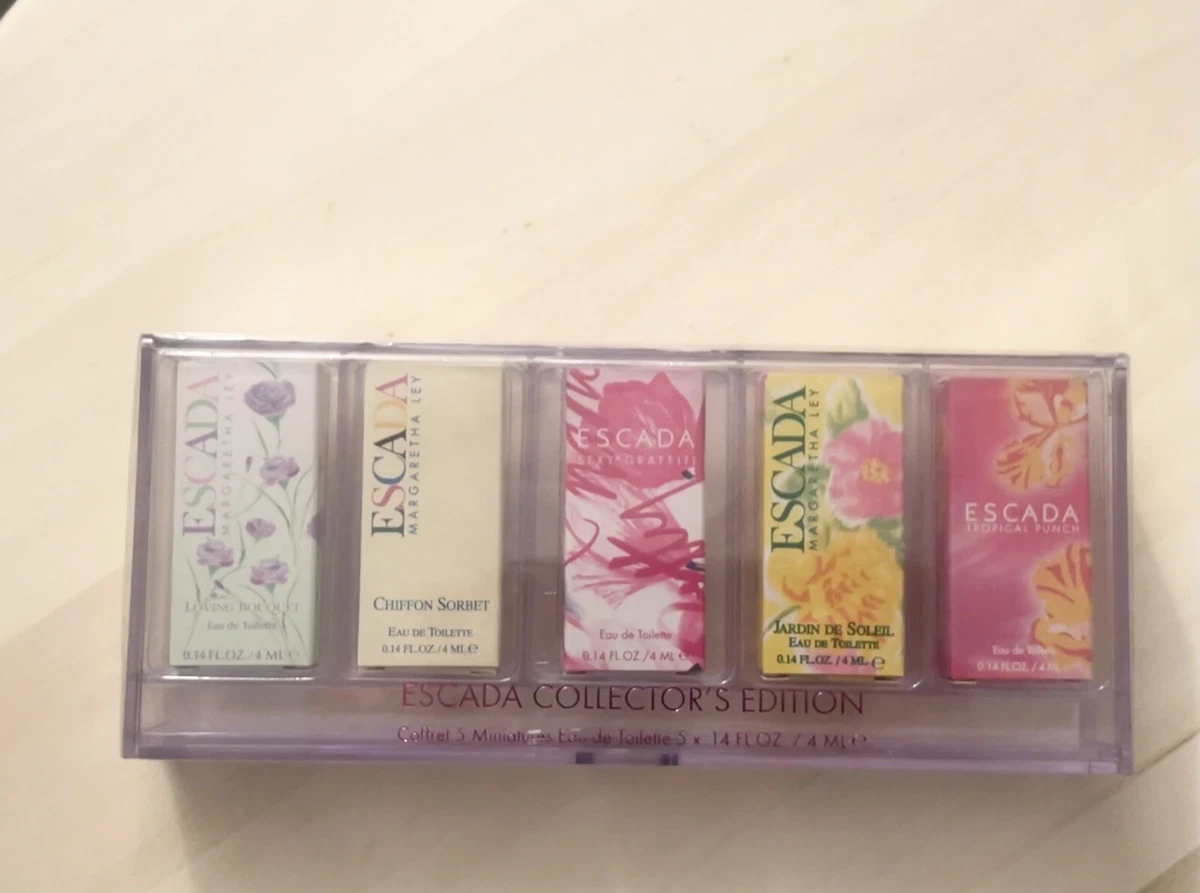 ESCADA
MARGARETHA LEY
LOVING BOUQUET
Eau de Toilette
0.14 FL.OZ. / 4 ML e
ESCADA
MARGARETHA LEY
CHIFFON SORBET
EAU DE TOILETTE
0.14 FL.OZ. / 4 ML e
ESCADA
SEXY GRAFFITI
Eau de Toilette
0.14 FL.OZ. / 4 ML e
ESCADA
MARGARETHA LEY
JARDIN DE SOLEIL
EAU DE TOILETTE
0.14 FL.OZ. / 4 ML e
ESCADA
TROPICAL PUNCH
Eau de Toilette
0.14 FL.OZ. / 4 ML
ESCADA COLLECTOR'S EDITION
Coffret 5 Miniatures Eau de Toilette 5 x .14 FL.OZ. / 4 ML e